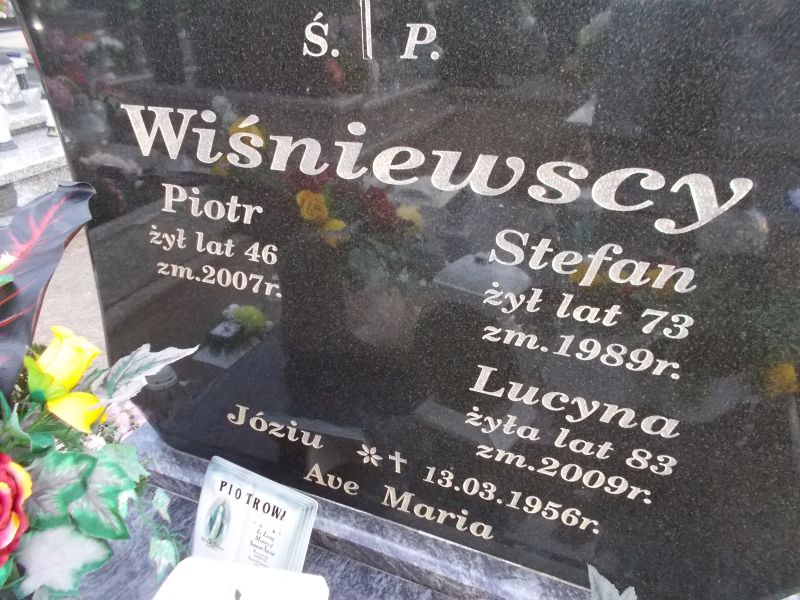 Ś. P.
Wiśniewscy
Piotr
żył lat 46
zm.2007r.
Stefan
żył lat 73
zm.1989r.
Lucyna
żyła lat 83
zm.2009r.
Józiu ✲✝ 13.03.1956r.
Ave Maria
PIOTROWI